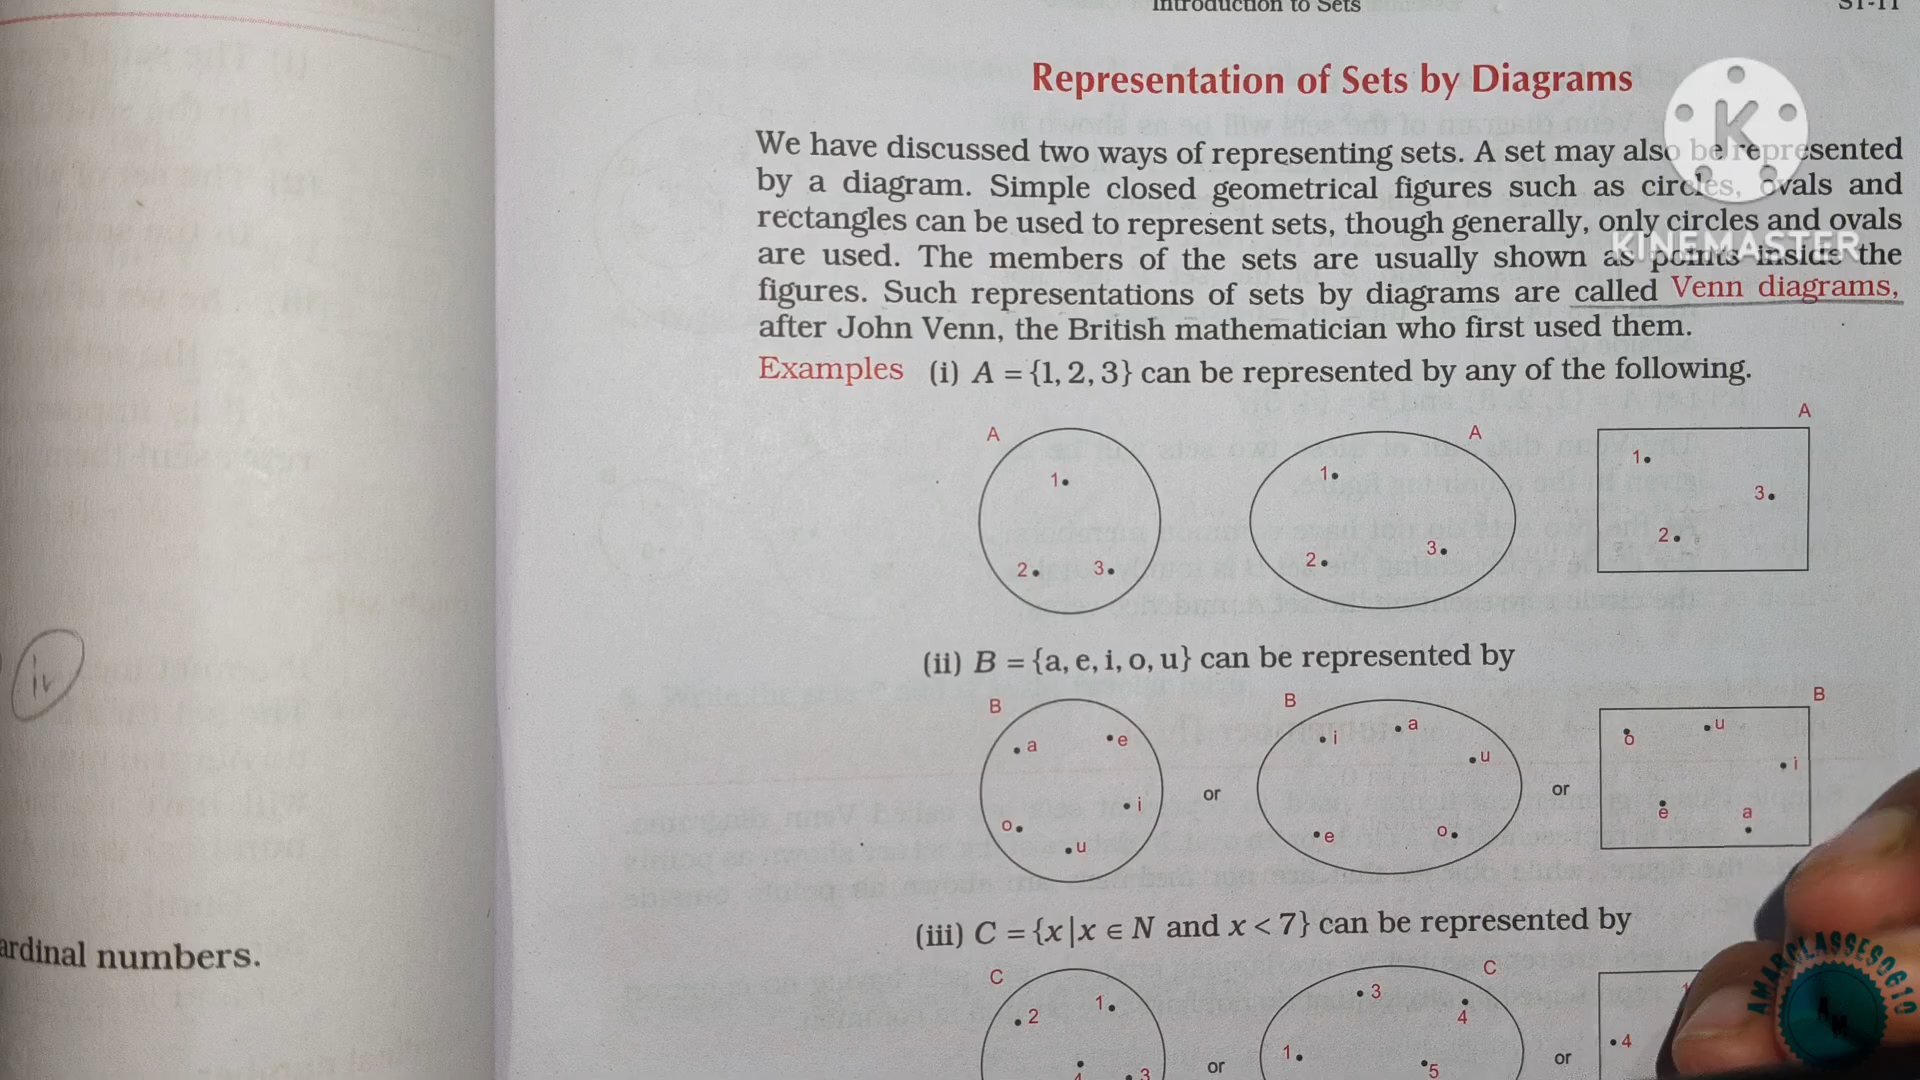 Introduction to Sets
S1-11
Representation of Sets by Diagrams
We have discussed two ways of representing sets. A set may also be represented
by a diagram. Simple closed geometrical figures such as circles, ovals and
rectangles can be used to represent sets, though generally, only circles and ovals
are used. The members of the sets are usually shown as points inside the
figures. Such representations of sets by diagrams are called Venn diagrams,
after John Venn, the British mathematician who first used them.
K
KINEMASTER
Examples (i) A = {1, 2, 3} can be represented by any of the following.
A A A
1 2 3
1 2 3
1 3 2
(ii) B = {a, e, i, o, u} can be represented by
B B B
a e i o u
or
i a u e o
or
o u i e a
(iii) C = {x|x ∈ N and x < 7} can be represented by
C C
2 1 3
or
3 4 1 5
or
4
iv
ardinal numbers.
AMARCLASSES0610
AM